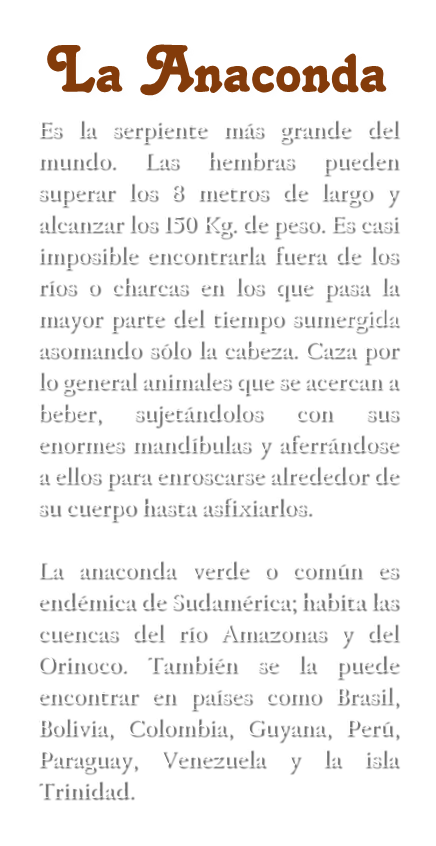 La Anaconda
Es la serpiente más grande del
mundo. Las hembras pueden
superar los 8 metros de largo y
alcanzar los 150 Kg. de peso. Es casi
imposible encontrarla fuera de los
ríos o charcas en los que pasa la
mayor parte del tiempo sumergida
asomando sólo la cabeza. Caza por
lo general animales que se acercan a
beber, sujetándolos con sus
enormes mandíbulas y aferrándose
a ellos para enroscarse alrededor de
su cuerpo hasta asfixiarlos.
La anaconda verde o común es
endémica de Sudamérica; habita las
cuencas del río Amazonas y del
Orinoco. También se la puede
encontrar en países como Brasil,
Bolivia, Colombia, Guyana, Perú,
Paraguay, Venezuela y la isla
Trinidad.